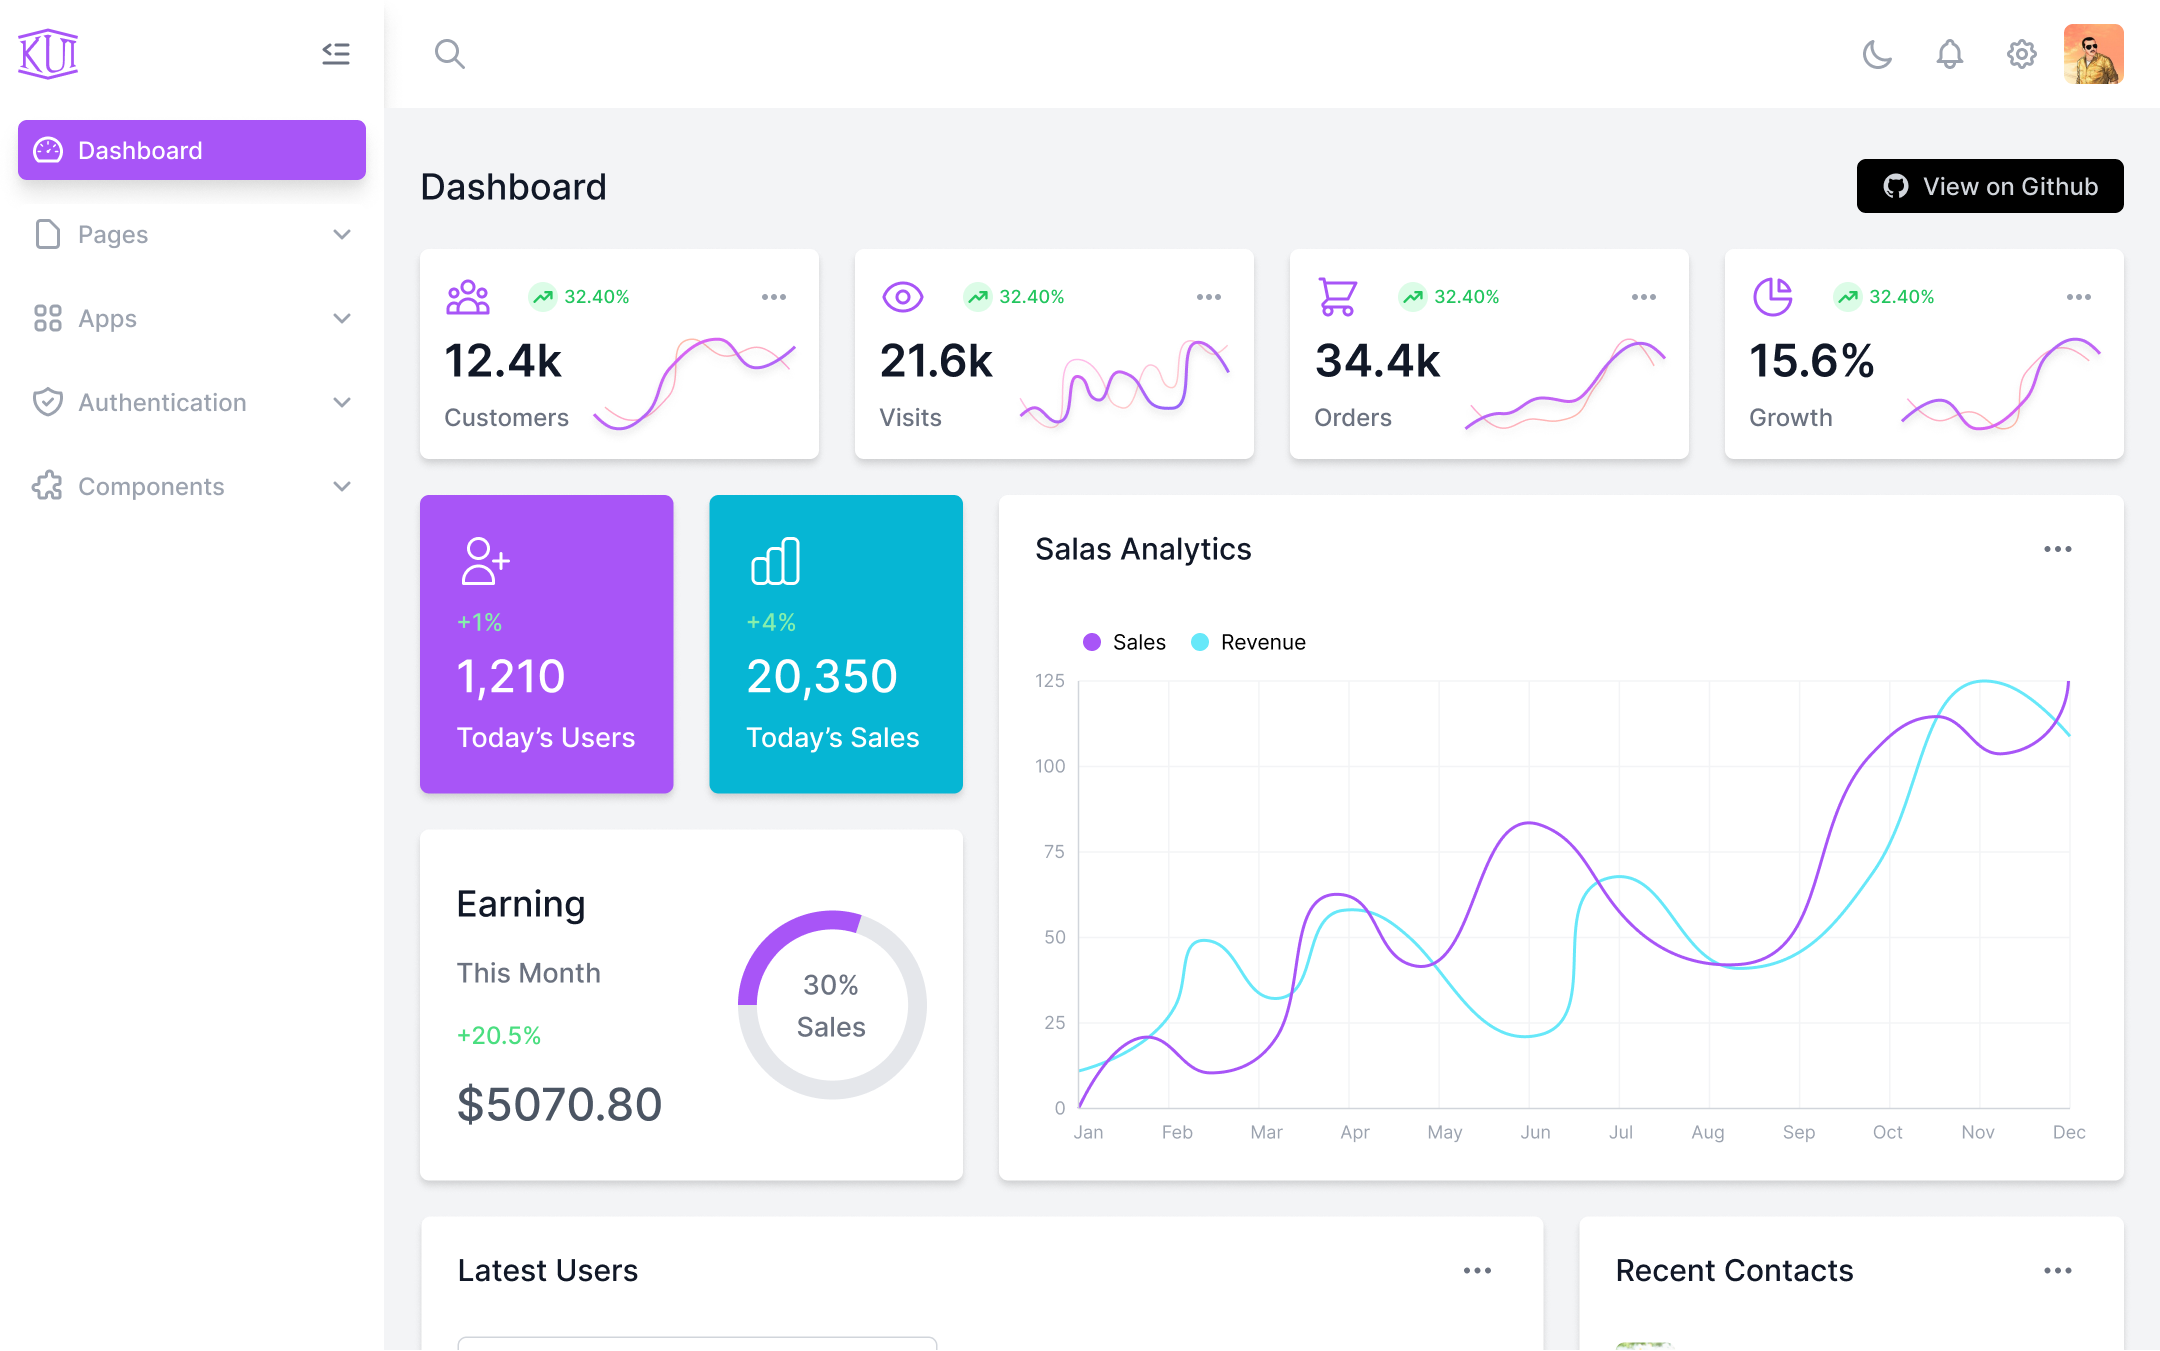 KUI
Dashboard
Pages
Apps
Authentication
Components
Dashboard
View on Github
32.40%
12.4k
Customers
32.40%
21.6k
Visits
32.40%
34.4k
Orders
32.40%
15.6%
Growth
+1%
1,210
Today’s Users
+4%
20,350
Today’s Sales
Earning
This Month
+20.5%
$5070.80
30%
Sales
Salas Analytics
Sales Revenue
125
100
75
50
25
0
Jan Feb Mar Apr May Jun Jul Aug Sep Oct Nov Dec
Latest Users
Recent Contacts